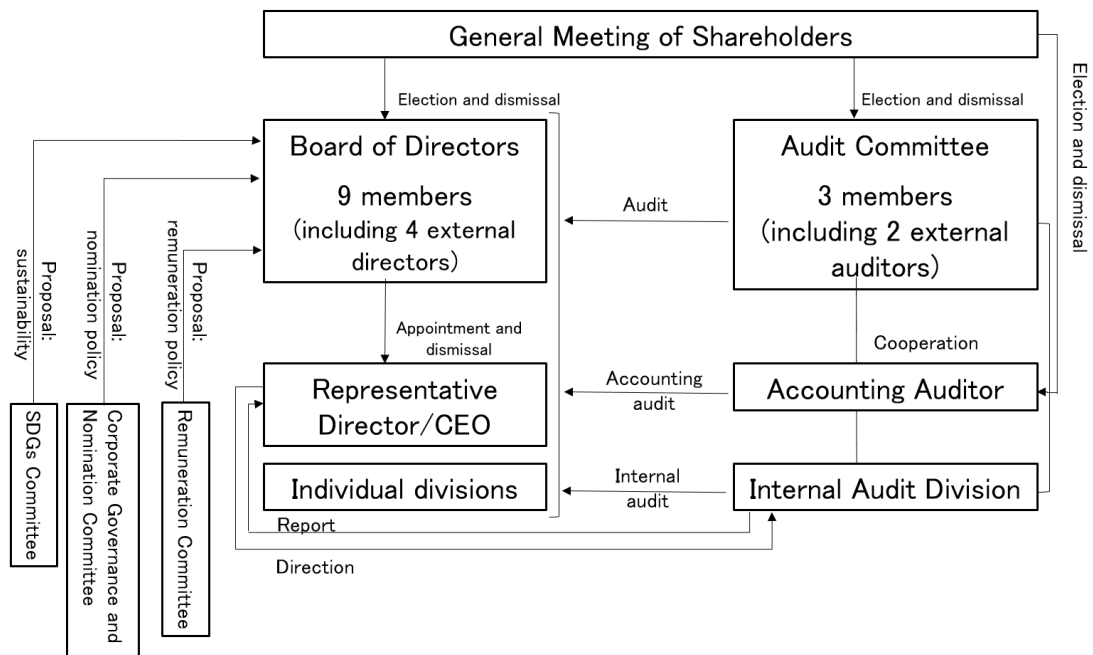 General Meeting of Shareholders
Election and dismissal
Election and dismissal
Election and dismissal
Board of Directors
9 members
(including 4 external
directors)
Audit Committee
3 members
(including 2 external
auditors)
Audit
Proposal:
sustainability
Proposal:
nomination policy
Proposal:
remuneration policy
Appointment and
dismissal
Cooperation
Representative
Director/CEO
Accounting
audit
Accounting Auditor
Individual divisions
Internal
audit
Internal Audit Division
Report
Direction
SDGs Committee
Corporate Governance and
Nomination Committee
Remuneration Committee